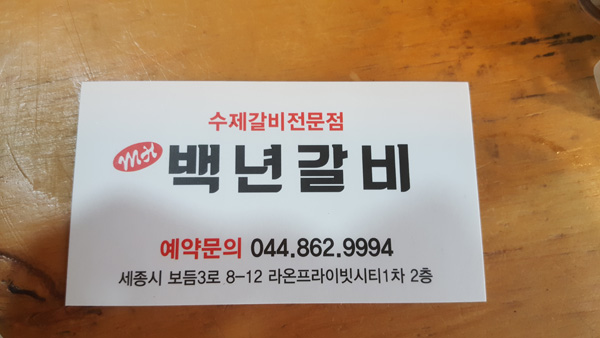 수제갈비전문점
백년갈비
예약문의 044.862.9994
세종시 보듬3로 8-12 라온프라이빗시티1차 2층